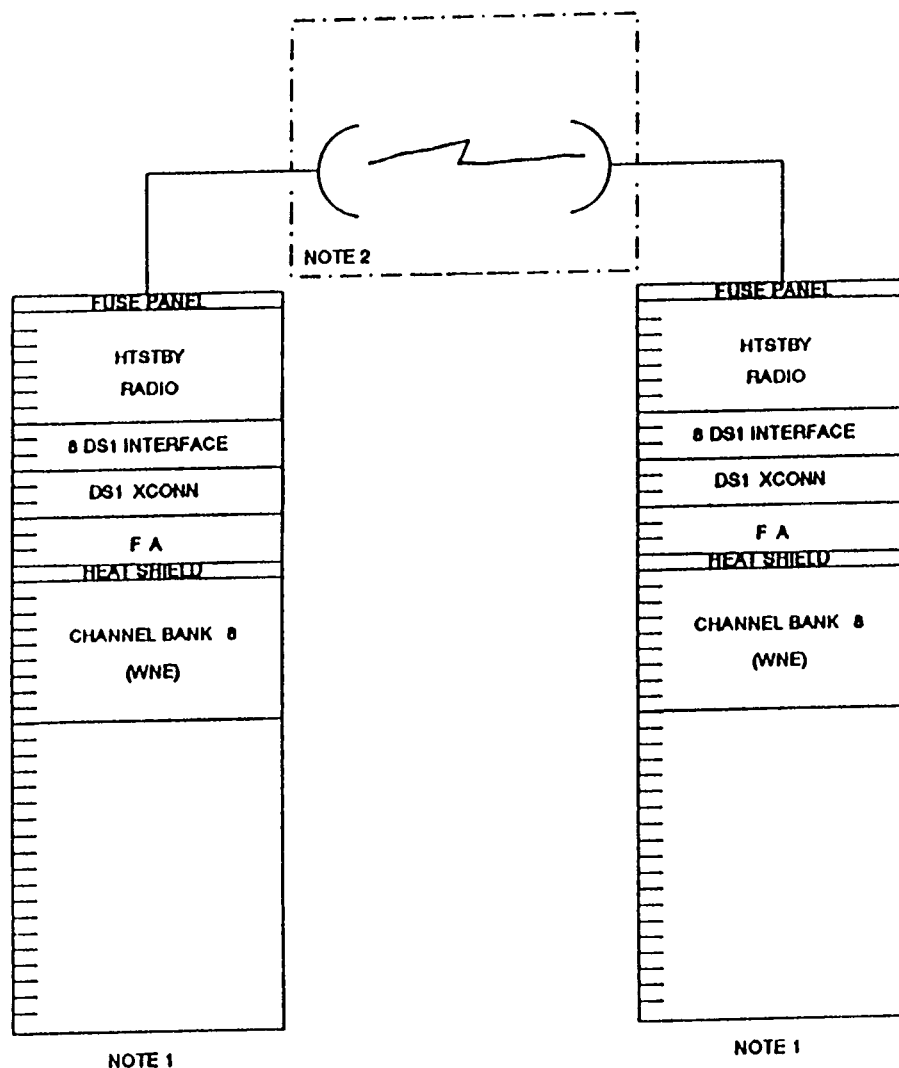 NOTE 2
FUSE PANEL
HTSTBY
RADIO
8 DS1 INTERFACE
DS1 XCONN
F A
HEAT SHIELD
CHANNEL BANK 8
(WNE)
NOTE 1
FUSE PANEL
HTSTBY
RADIO
8 DS1 INTERFACE
DS1 XCONN
F A
HEAT SHIELD
CHANNEL BANK 8
(WNE)
NOTE 1